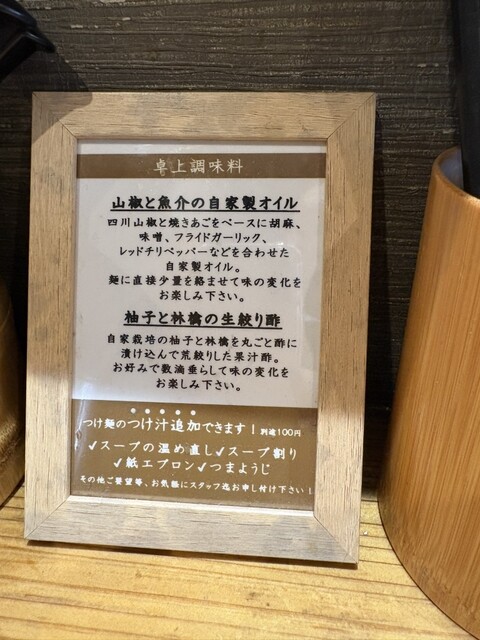 卓上調味料
山椒と魚介の自家製オイル
四川山椒と焼きあごをベースに胡麻、
味噌、フライドガーリック、
レッドチリペッパーなどを合わせた
自家製オイル。
麺に直接少量を絡ませて味の変化を
お楽しみ下さい。
柚子と林檎の生絞り酢
自家栽培の柚子と林檎を丸ごと酢に
漬け込んで荒絞りした果汁酢。
お好みで数滴垂らして味の変化を
お楽しみ下さい。
つけ麺のつけ汁追加できます！別途100円
✓スープの温め直し✓スープ割り
✓紙エプロン✓つまようじ
その他ご要望等、お気軽にスタッフ迄お申し付け下さい！